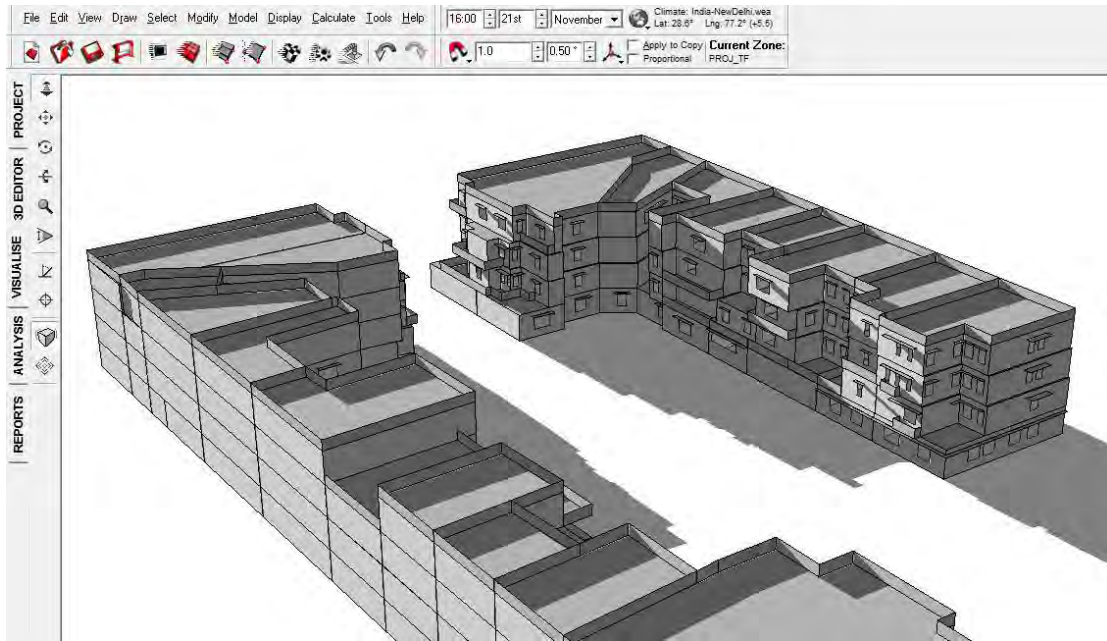 File Edit View Draw Select Modify Model Display Calculate Tools Help
16:00 21st November
Climate: India-NewDelhi.wea
Lat: 28.6° Lng: 77.2° (+5.5)
1.0 0.50 °
Apply to Copy
Proportional
Current Zone:
PROJ_TF
PROJECT
3D EDITOR
VISUALISE
ANALYSIS
REPORTS